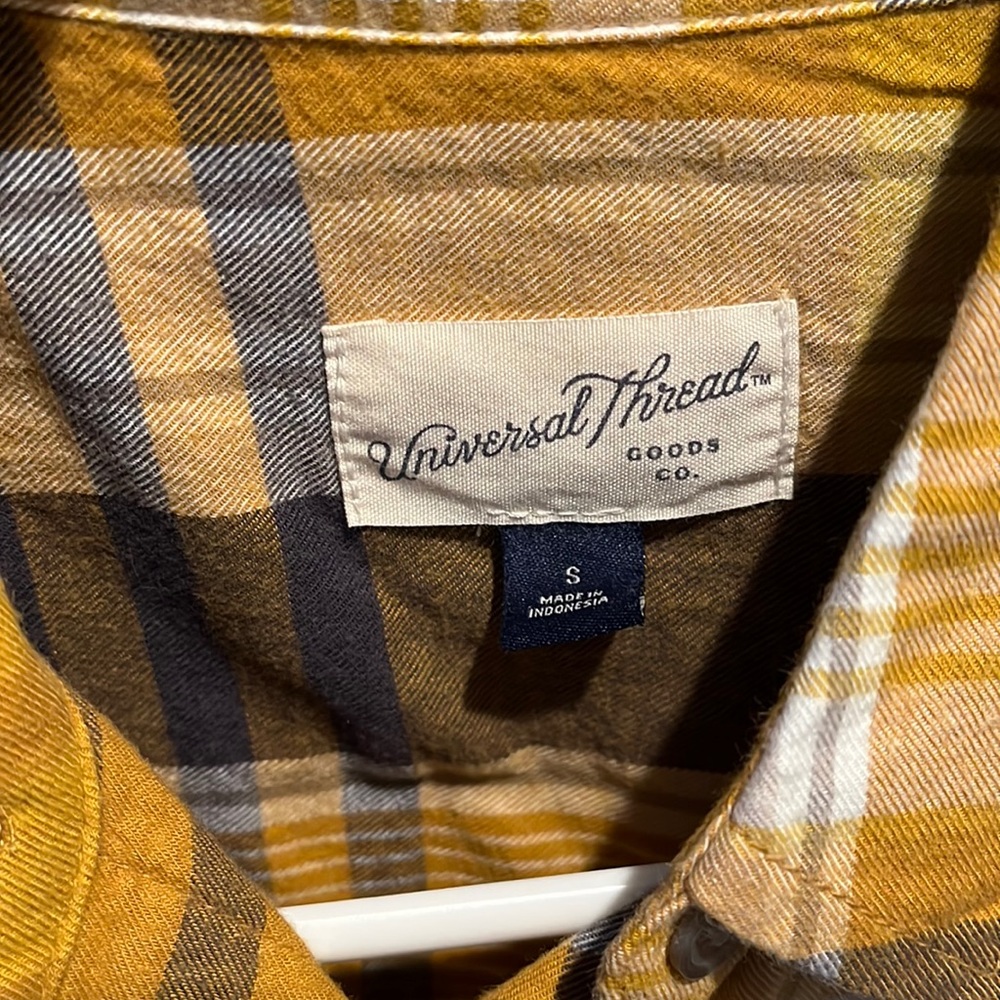 Universal Thread™
GOODS
CO.
S
MADE IN
INDONESIA